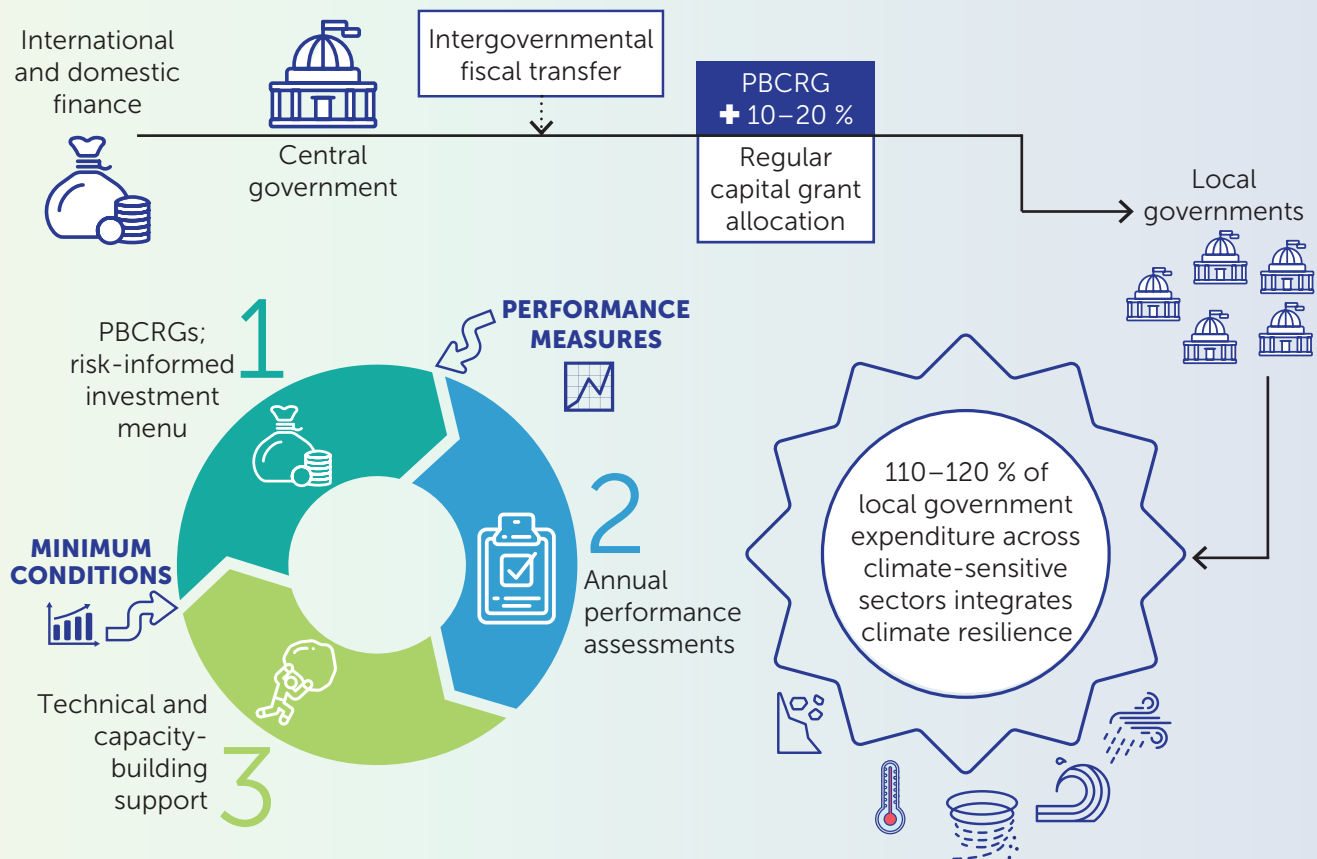 International
and domestic
finance
Central
government
Intergovernmental
fiscal transfer
PBCRG
+ 10–20 %
Regular
capital grant
allocation
Local
governments
1
PBCRGs;
risk-informed
investment
menu
PERFORMANCE
MEASURES
2
Annual
performance
assessments
MINIMUM
CONDITIONS
Technical and
capacity-
building
support
3
110–120 % of
local government
expenditure across
climate-sensitive
sectors integrates
climate resilience